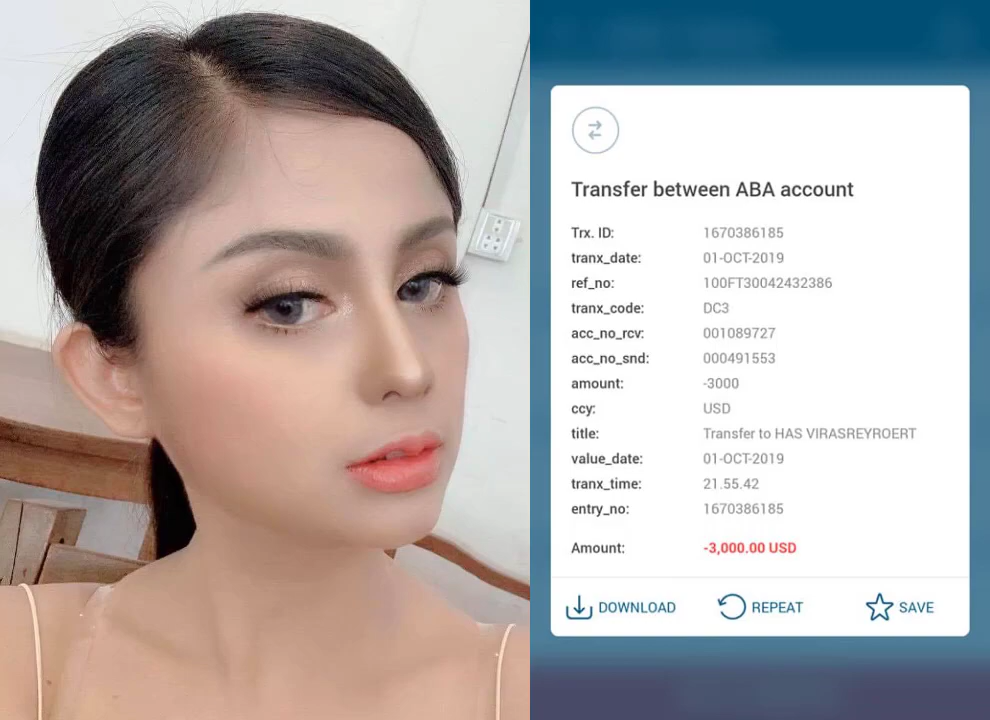 Transfer between ABA account
Trx. ID: 1670386185
tranx_date: 01-OCT-2019
ref_no: 100FT30042432386
tranx_code: DC3
acc_no_rcv: 001089727
acc_no_snd: 000491553
amount: -3000
ccy: USD
title: Transfer to HAS VIRASREYROERT
value_date: 01-OCT-2019
tranx_time: 21.55.42
entry_no: 1670386185
Amount: -3,000.00 USD
DOWNLOAD REPEAT SAVE